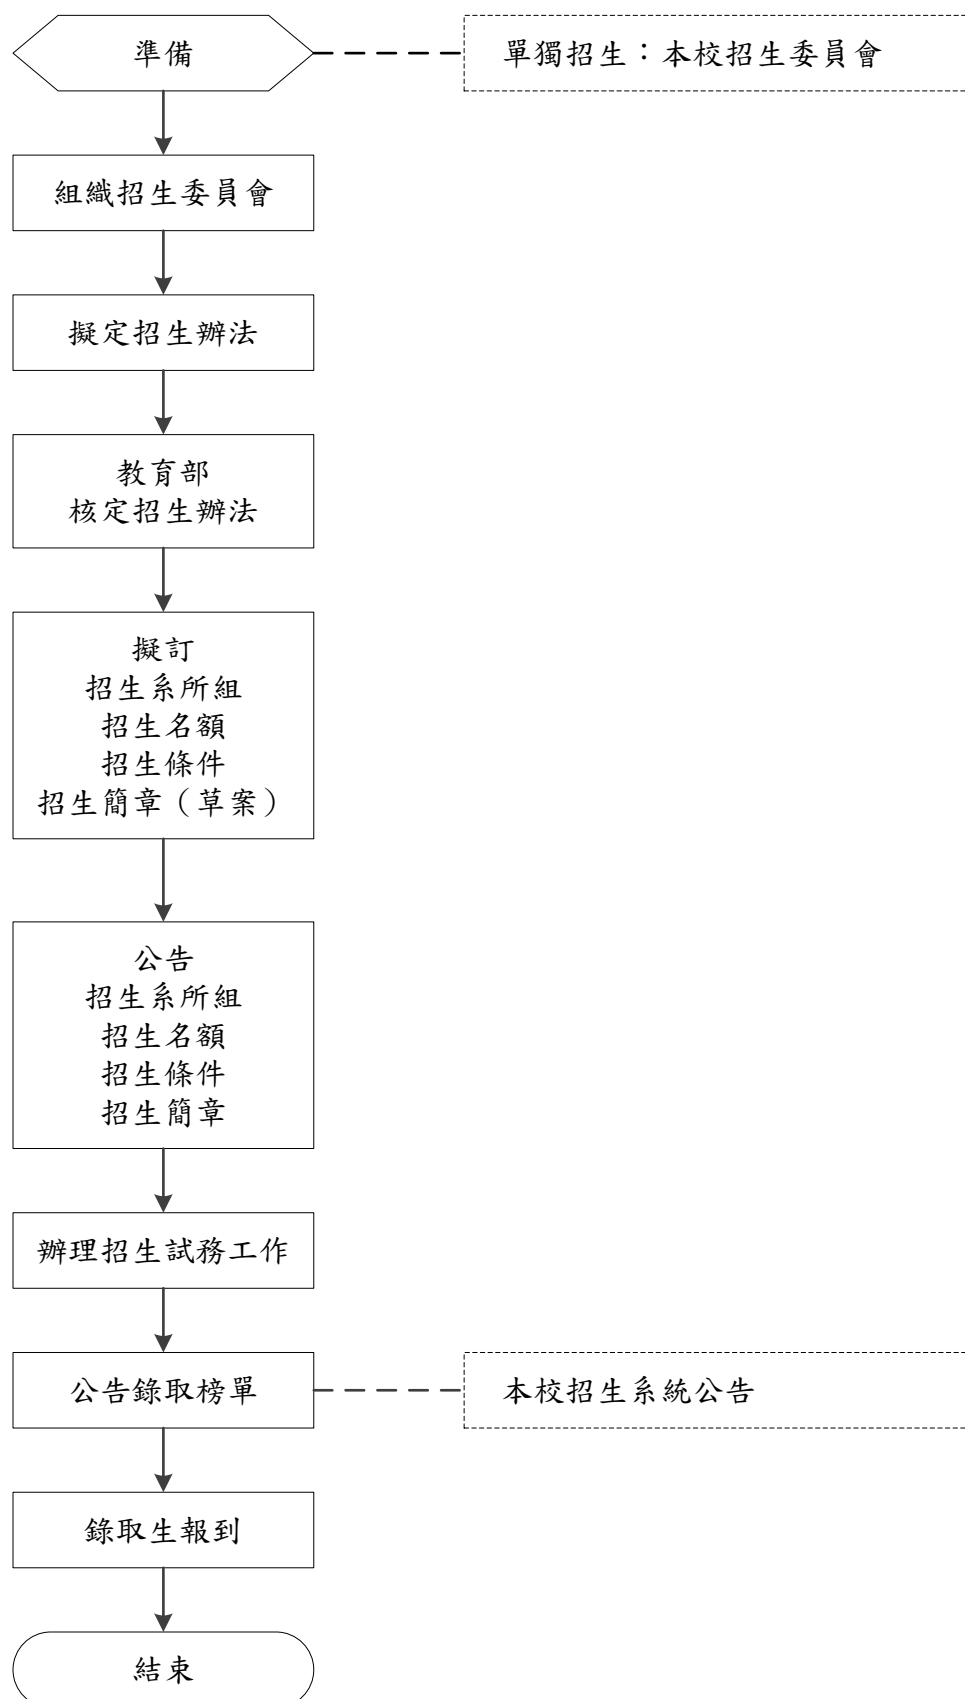 準備
單獨招生：本校招生委員會
組織招生委員會
擬定招生辦法
教育部
核定招生辦法
擬訂
招生系所組
招生名額
招生條件
招生簡章（草案）
公告
招生系所組
招生名額
招生條件
招生簡章
辦理招生試務工作
公告錄取榜單
本校招生系統公告
錄取生報到
結束